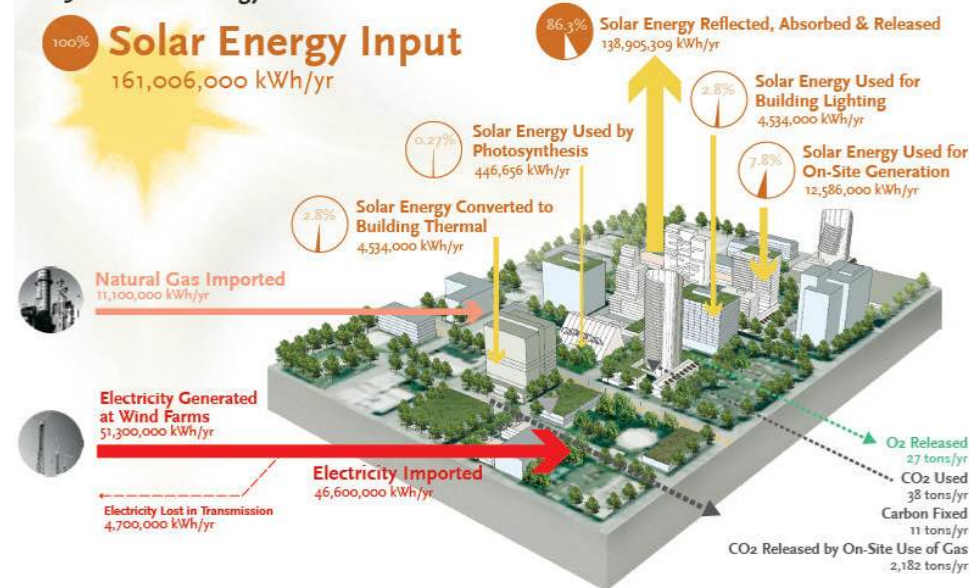 100% Solar Energy Input
161,006,000 kWh/yr
86.3% Solar Energy Reflected, Absorbed & Released
138,905,309 kWh/yr
2.8% Solar Energy Used for
Building Lighting
4,534,000 kWh/yr
0.27% Solar Energy Used by
Photosynthesis
446,656 kWh/yr
7.8% Solar Energy Used for
On-Site Generation
12,586,000 kWh/yr
2.8% Solar Energy Converted to
Building Thermal
4,534,000 kWh/yr
Natural Gas Imported
11,100,000 kWh/yr
Electricity Generated
at Wind Farms
51,300,000 kWh/yr
Electricity Imported
46,600,000 kWh/yr
Electricity Lost in Transmission
4,700,000 kWh/yr
O2 Released
27 tons/yr
CO2 Used
38 tons/yr
Carbon Fixed
11 tons/yr
CO2 Released by On-Site Use of Gas
2,182 tons/yr